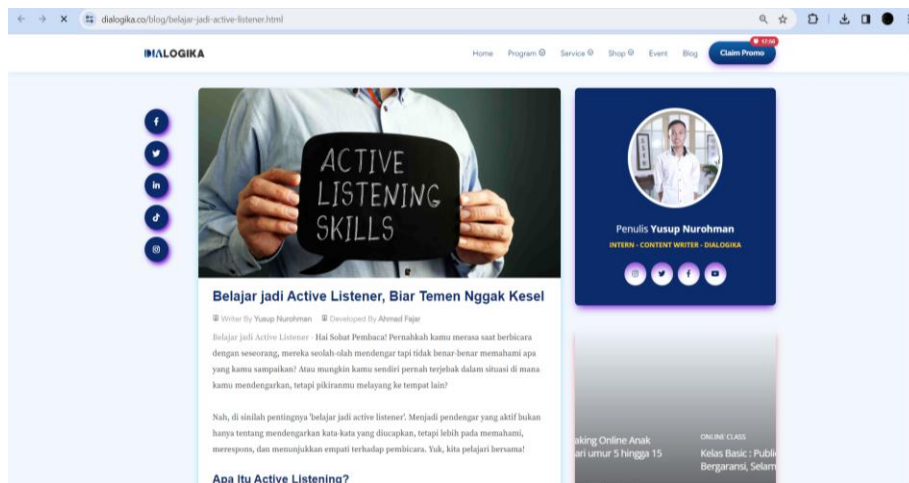 dialogika.co/blog/belajar-jadi-active-listener.html
DIALOGIKA
Home Program Service Shop Event Blog Claim Promo
ACTIVE
LISTENING
SKILLS
Belajar jadi Active Listener, Biar Temen Nggak Kesel
Writer By Yusup Nurohman Developed By Ahmad Fajar
Belajar jadi Active Listener - Hai Sobat Pembaca! Pernahkah kamu merasa saat berbicara
dengan seseorang, mereka seolah-olah mendengar tapi tidak benar-benar memahami apa
yang kamu sampaikan? Atau mungkin kamu sendiri pernah terjebak dalam situasi di mana
kamu mendengarkan, tetapi pikiranmu melayang ke tempat lain?
Nah, di sinilah pentingnya 'belajar jadi active listener'. Menjadi pendengar yang aktif bukan
hanya tentang mendengarkan kata-kata yang diucapkan, tetapi lebih pada memahami,
merespons, dan menunjukkan empati terhadap pembicara. Yuk, kita pelajari bersama!
Apa Itu Active Listening?
Penulis Yusup Nurohman
INTERN - CONTENT WRITER - DIALOGIKA
aking Online Anak
ari umur 5 hingga 15
ONLINE CLASS
Kelas Basic : Publi
Bergaransi, Selam